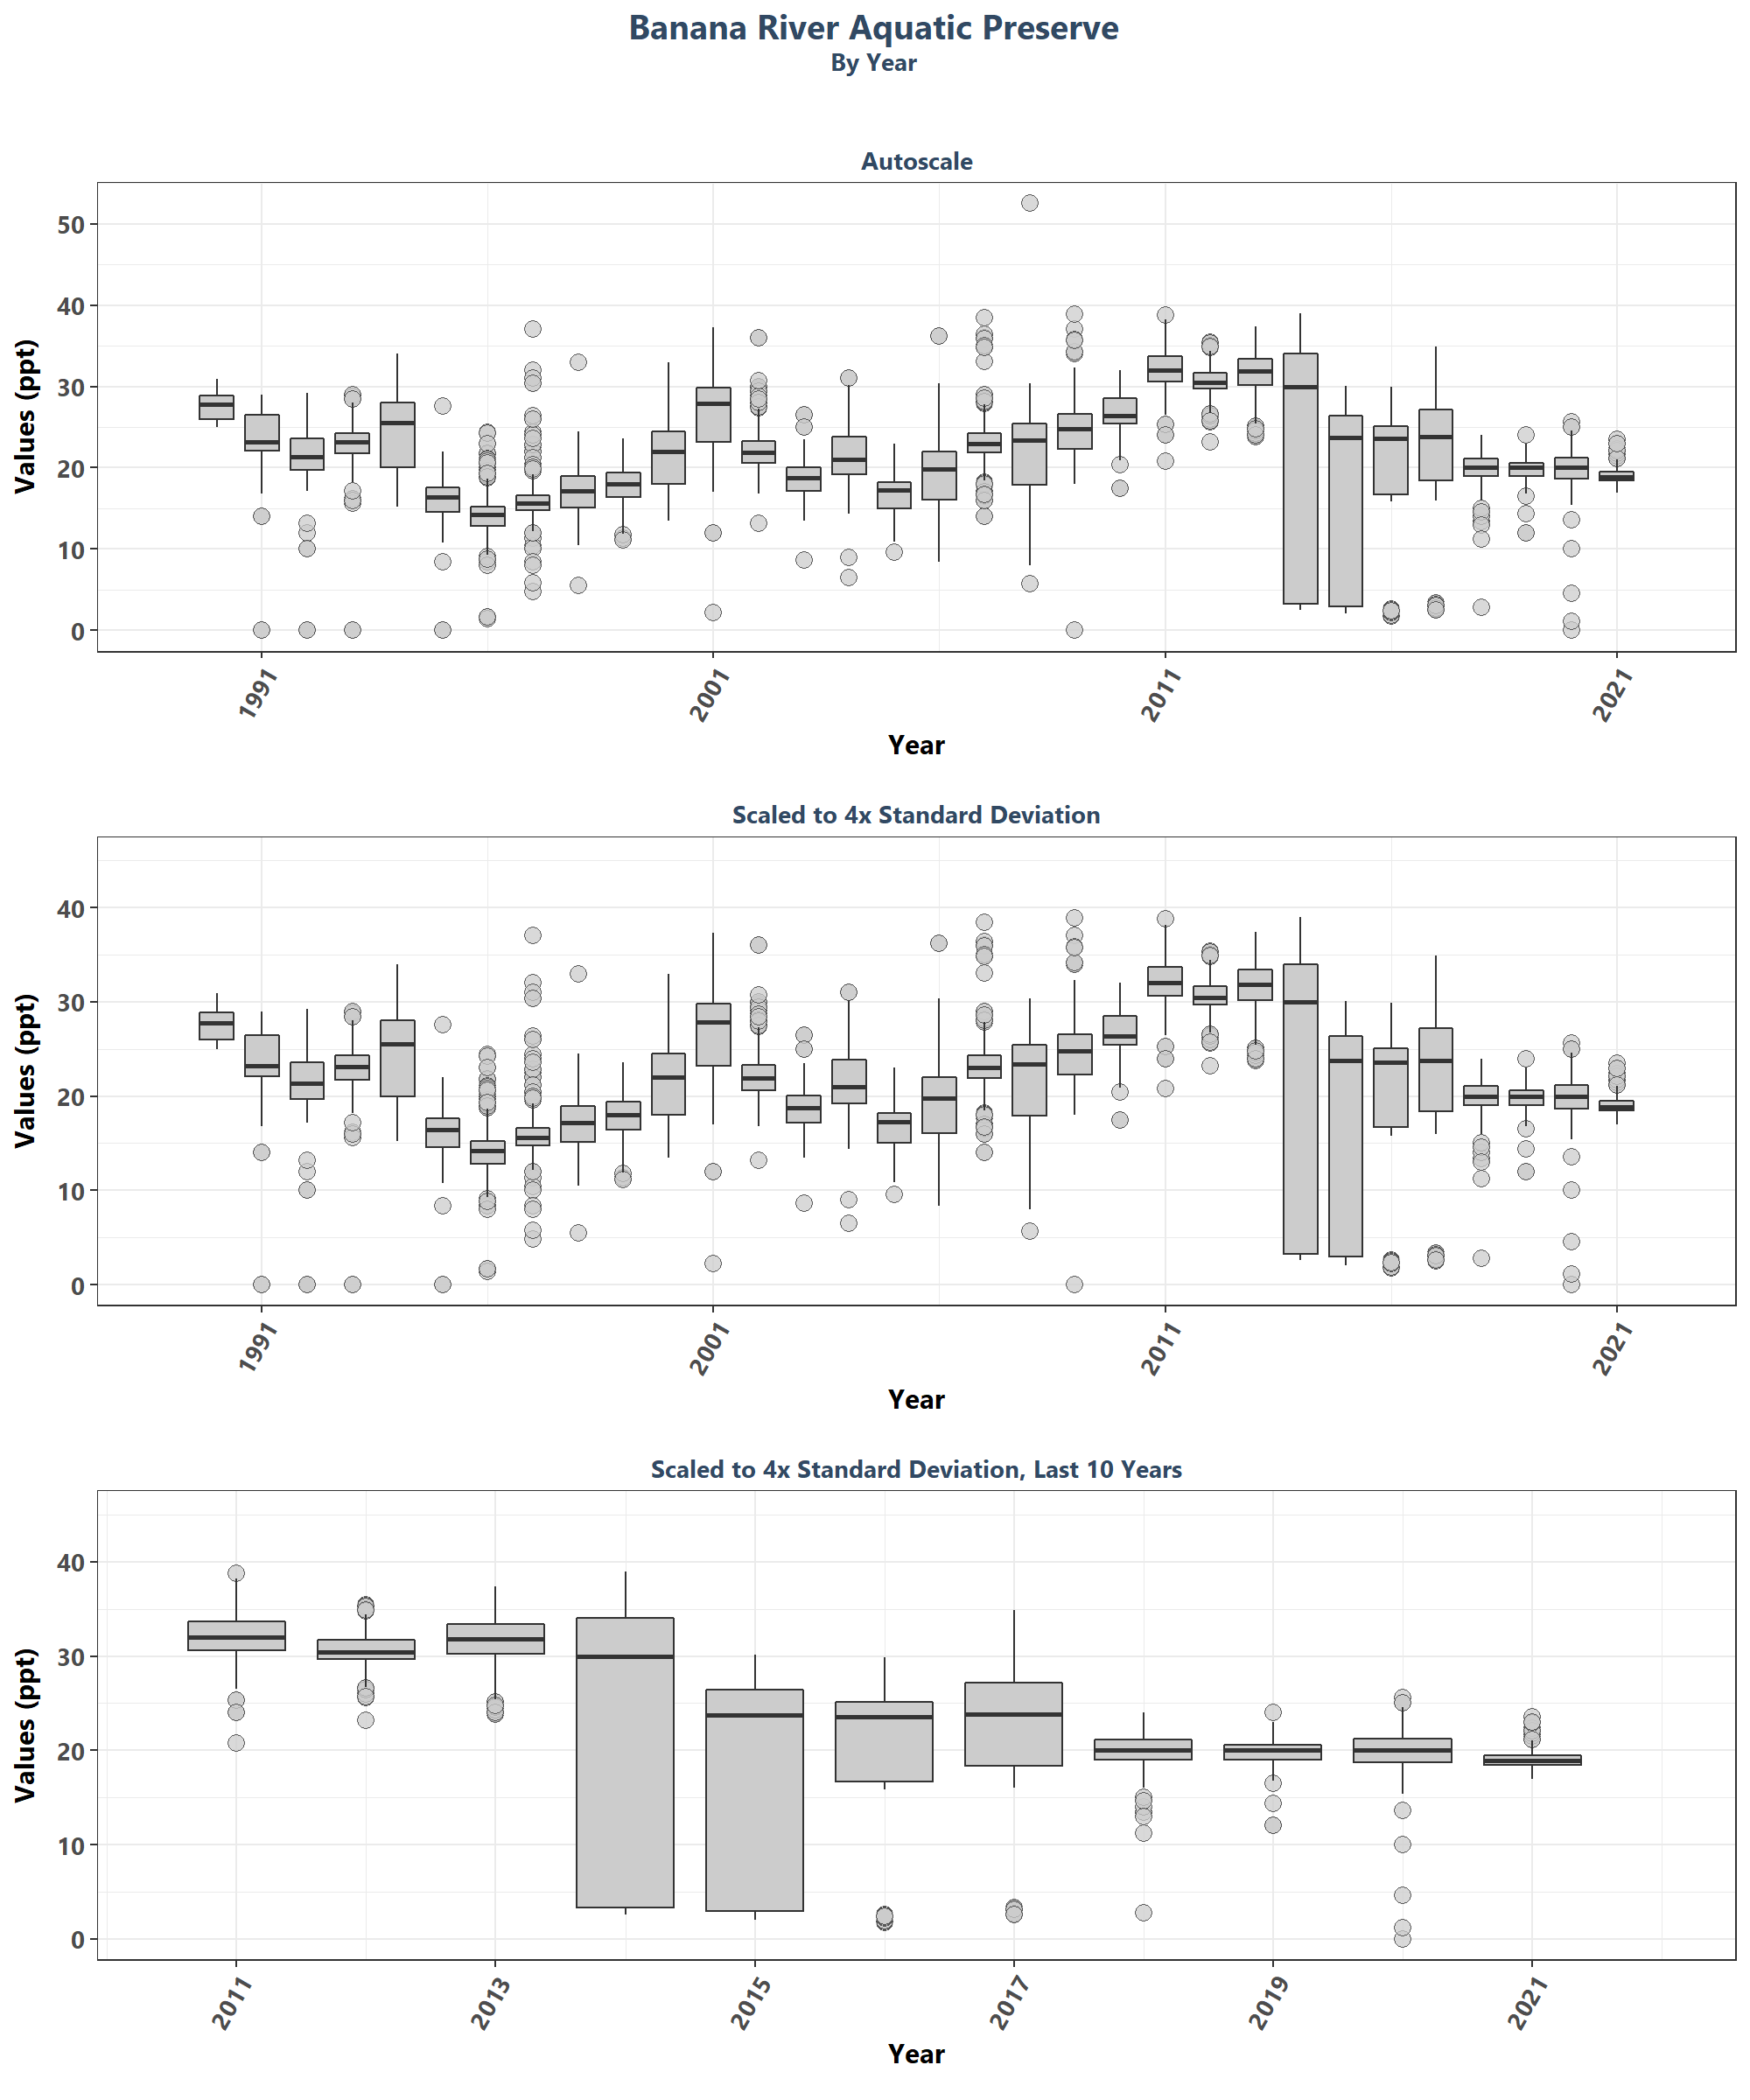 Banana River Aquatic Preserve
By Year
Autoscale
Values (ppt)
50
40
30
20
10
0
1991
2001
2011
2021
Year
Scaled to 4x Standard Deviation
Values (ppt)
40
30
20
10
0
1991
2001
2011
2021
Year
Scaled to 4x Standard Deviation, Last 10 Years
Values (ppt)
40
30
20
10
0
2011
2013
2015
2017
2019
2021
Year